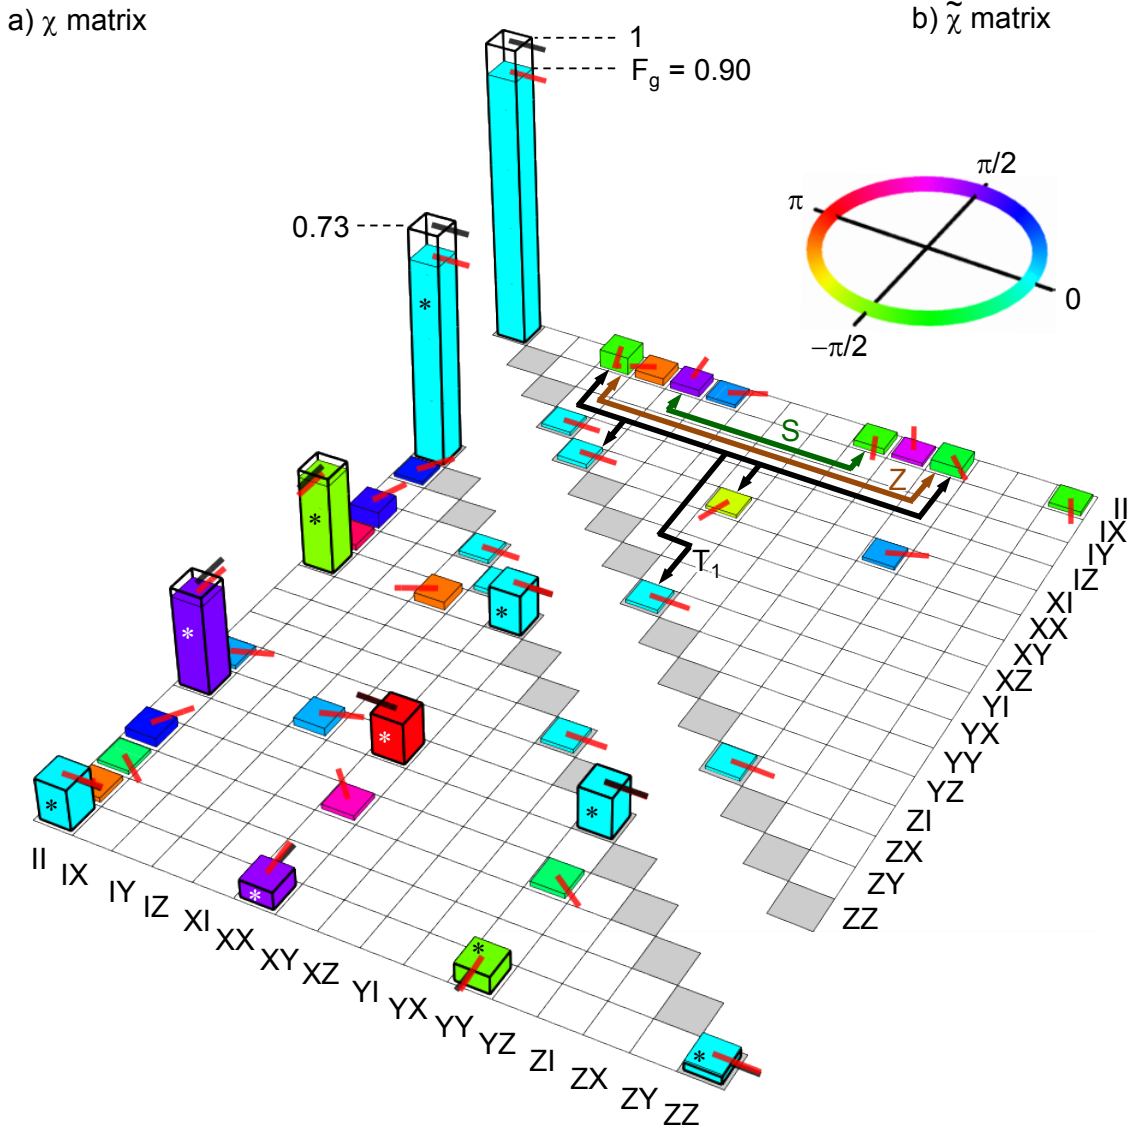 a) χ matrix
b) χ̃ matrix
1
F_g = 0.90
0.73
π/2
π
0
−π/2
S
Z
T_1
II
IX
IY
IZ
XI
XX
XY
XZ
YI
YX
YY
YZ
ZI
ZX
ZY
ZZ
*
*
*
*
*
*
*
*
*
*
II
IX
IY
IZ
XI
XX
XY
XZ
YI
YX
YY
YZ
ZI
ZX
ZY
ZZ